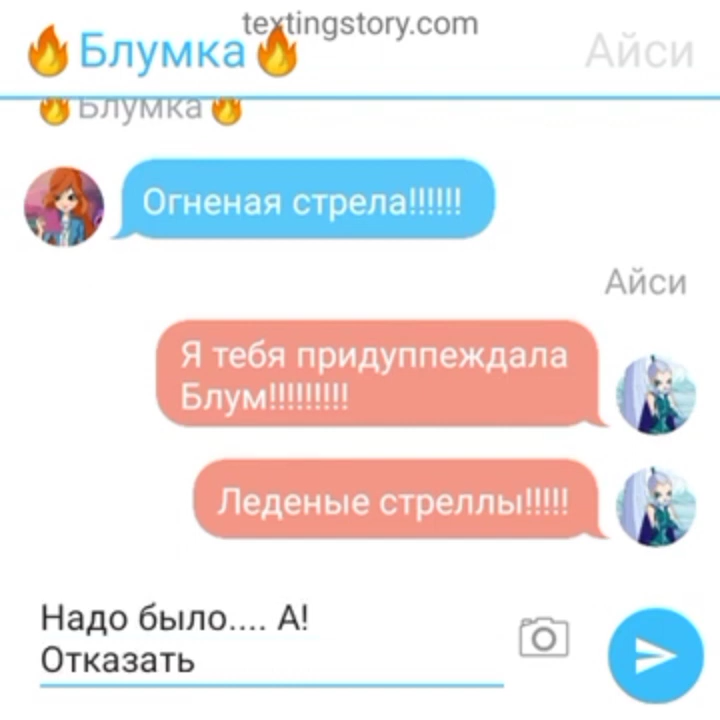 textingstory.com
🔥Блумка🔥 Айси
🔥Блумка🔥
Огненая стрела!!!!!!
Айси
Я тебя придуппеждала
Блум!!!!!!!!!
Леденые стреллы!!!!!
Надо было.... А!
Отказать